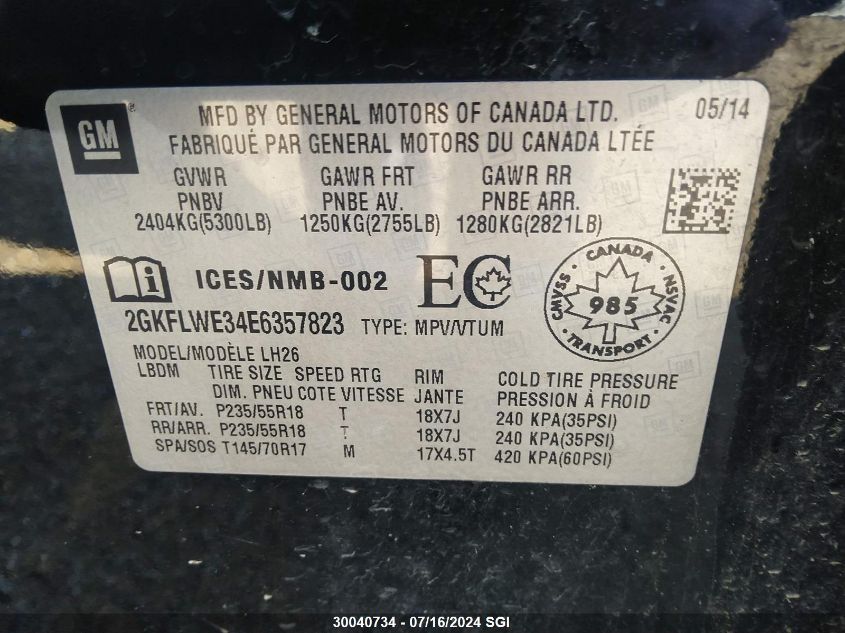 GM
MFD BY GENERAL MOTORS OF CANADA LTD. 05/14
FABRIQUÉ PAR GENERAL MOTORS DU CANADA LTÉE
GVWR GAWR FRT GAWR RR
PNBV PNBE AV. PNBE ARR.
2404KG(5300LB) 1250KG(2755LB) 1280KG(2821LB)
ICES/NMB-002 EC
CANADA
CMVSS 985 NSVAC
TRANSPORT
2GKFLWE34E6357823 TYPE: MPV/VTUM
MODEL/MODÈLE LH26
LBDM TIRE SIZE SPEED RTG RIM COLD TIRE PRESSURE
DIM. PNEU COTE VITESSE JANTE PRESSION À FROID
FRT/AV. P235/55R18 T 18X7J 240 KPA(35PSI)
RR/ARR. P235/55R18 T 18X7J 240 KPA(35PSI)
SPA/SOS T145/70R17 M 17X4.5T 420 KPA(60PSI)
30040734 - 07/16/2024 SGI